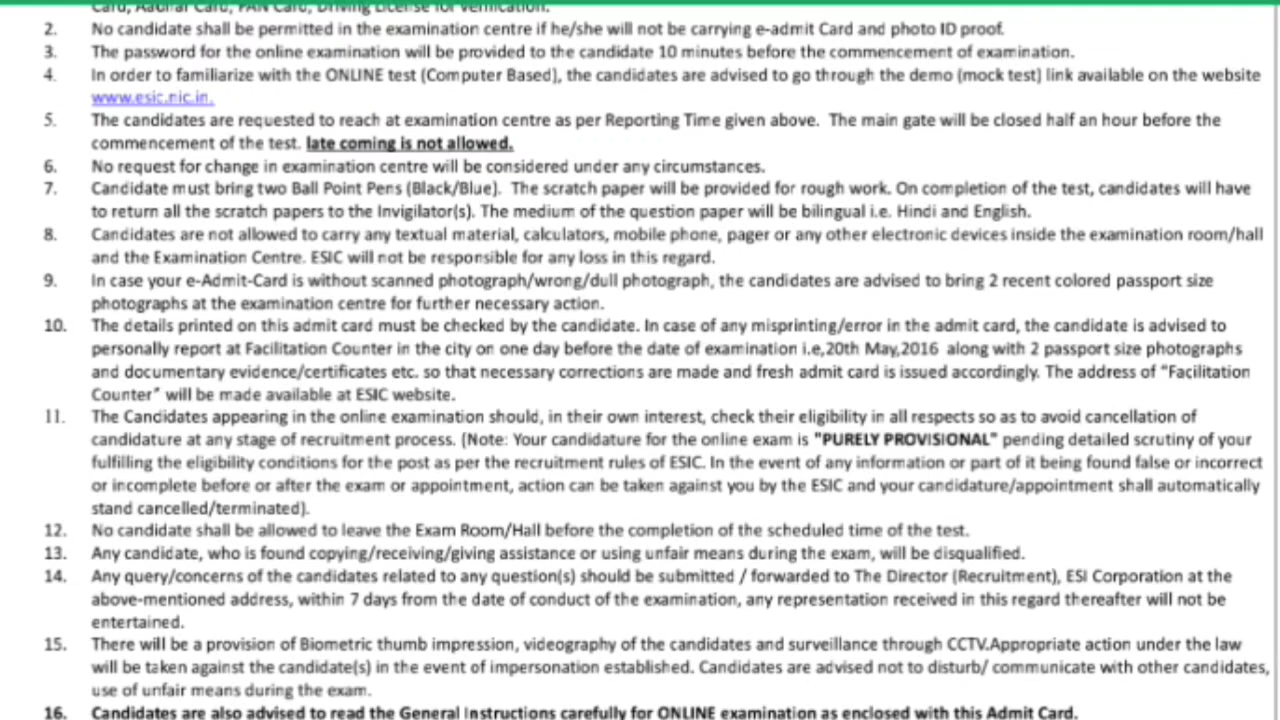 Card, Aadhar Card, PAN Card, Driving License for verification.
2. No candidate shall be permitted in the examination centre if he/she will not be carrying e-admit Card and photo ID proof.
3. The password for the online examination will be provided to the candidate 10 minutes before the commencement of examination.
4. In order to familiarize with the ONLINE test (Computer Based), the candidates are advised to go through the demo (mock test) link available on the website
www.esic.nic.in.
5. The candidates are requested to reach at examination centre as per Reporting Time given above. The main gate will be closed half an hour before the
commencement of the test. late coming is not allowed.
6. No request for change in examination centre will be considered under any circumstances.
7. Candidate must bring two Ball Point Pens (Black/Blue). The scratch paper will be provided for rough work. On completion of the test, candidates will have
to return all the scratch papers to the Invigilator(s). The medium of the question paper will be bilingual i.e. Hindi and English.
8. Candidates are not allowed to carry any textual material, calculators, mobile phone, pager or any other electronic devices inside the examination room/hall
and the Examination Centre. ESIC will not be responsible for any loss in this regard.
9. In case your e-Admit-Card is without scanned photograph/wrong/dull photograph, the candidates are advised to bring 2 recent colored passport size
photographs at the examination centre for further necessary action.
10. The details printed on this admit card must be checked by the candidate. In case of any misprinting/error in the admit card, the candidate is advised to
personally report at Facilitation Counter in the city on one day before the date of examination i.e,20th May,2016 along with 2 passport size photographs
and documentary evidence/certificates etc. so that necessary corrections are made and fresh admit card is issued accordingly. The address of "Facilitation
Counter" will be made available at ESIC website.
11. The Candidates appearing in the online examination should, in their own interest, check their eligibility in all respects so as to avoid cancellation of
candidature at any stage of recruitment process. (Note: Your candidature for the online exam is "PURELY PROVISIONAL" pending detailed scrutiny of your
fulfilling the eligibility conditions for the post as per the recruitment rules of ESIC. In the event of any information or part of it being found false or incorrect
or incomplete before or after the exam or appointment, action can be taken against you by the ESIC and your candidature/appointment shall automatically
stand cancelled/terminated).
12. No candidate shall be allowed to leave the Exam Room/Hall before the completion of the scheduled time of the test.
13. Any candidate, who is found copying/receiving/giving assistance or using unfair means during the exam, will be disqualified.
14. Any query/concerns of the candidates related to any question(s) should be submitted / forwarded to The Director (Recruitment), ESI Corporation at the
above-mentioned address, within 7 days from the date of conduct of the examination, any representation received in this regard thereafter will not be
entertained.
15. There will be a provision of Biometric thumb impression, videography of the candidates and surveillance through CCTV.Appropriate action under the law
will be taken against the candidate(s) in the event of impersonation established. Candidates are advised not to disturb/ communicate with other candidates,
use of unfair means during the exam.
16. Candidates are also advised to read the General Instructions carefully for ONLINE examination as enclosed with this Admit Card.